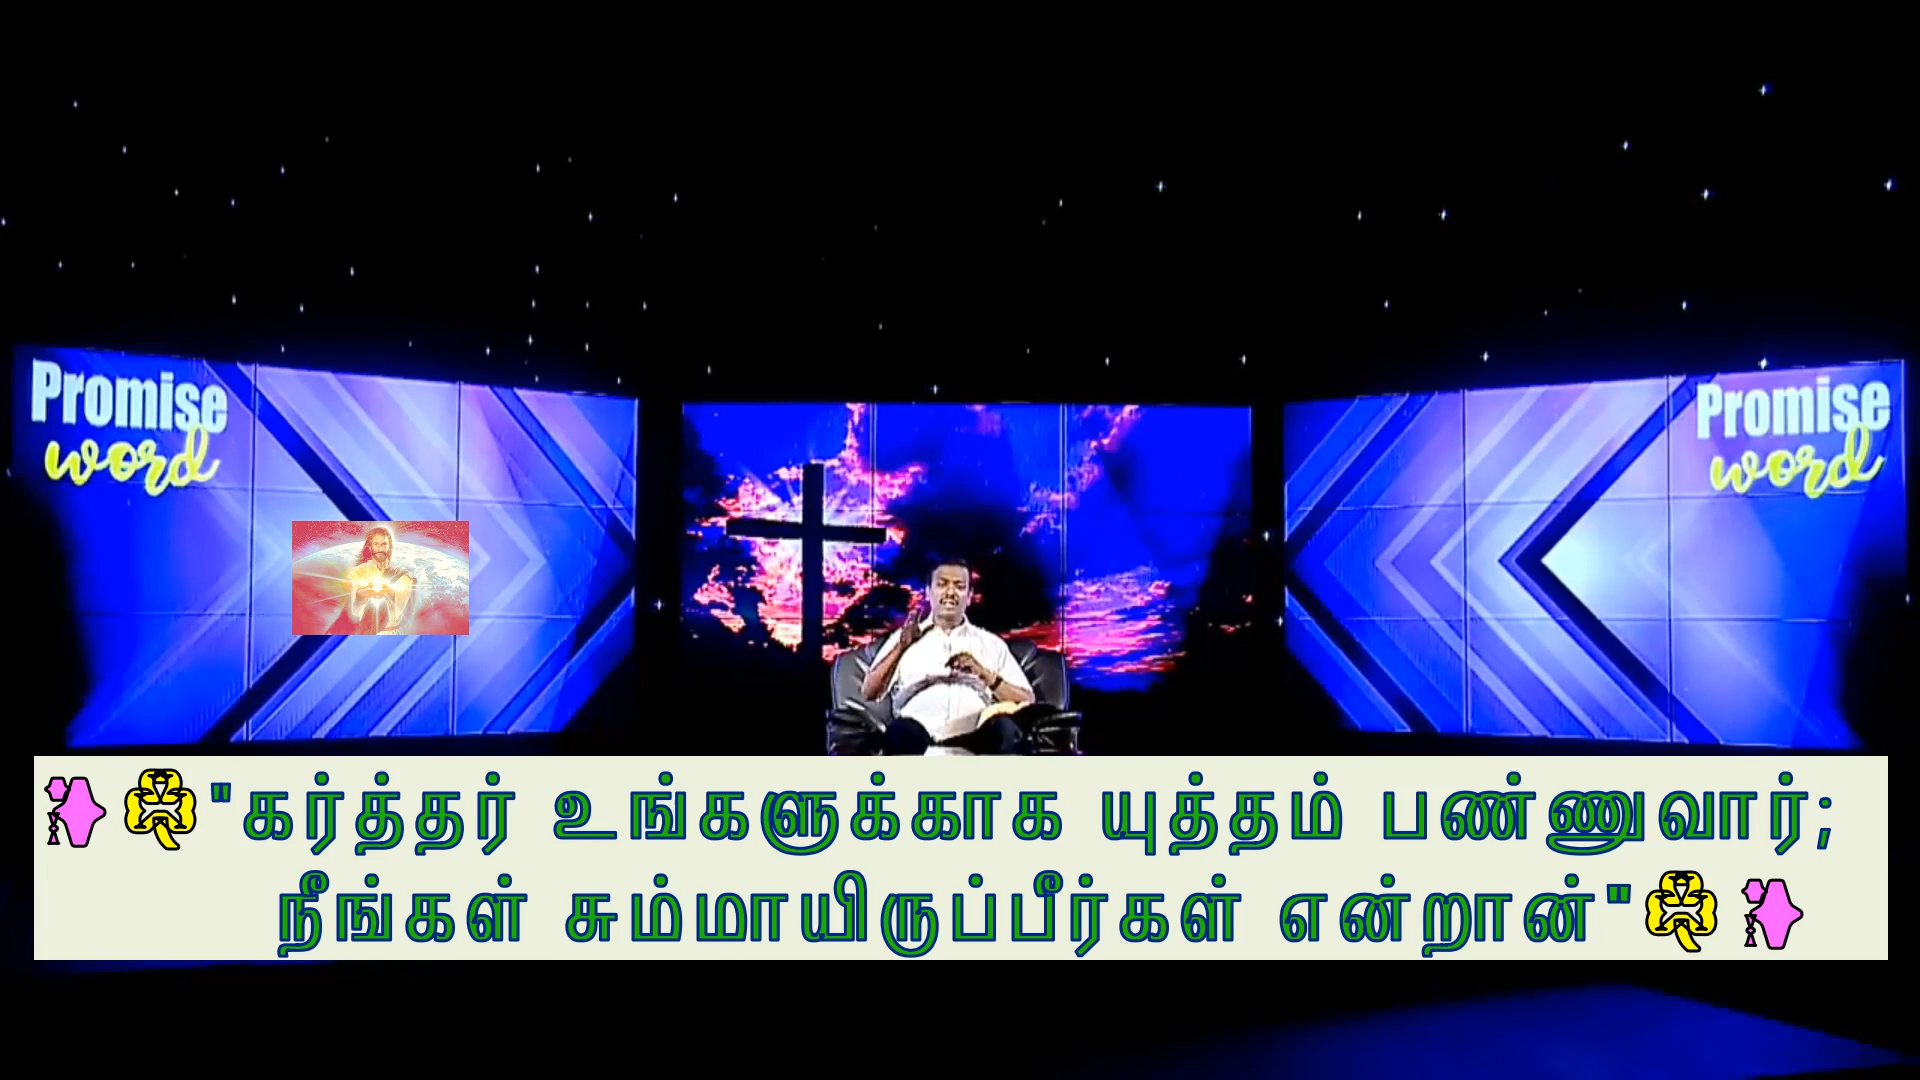 Promise
word
Promise
word
"கர்த்தர் உங்களுக்காக யுத்தம் பண்ணுவார்;
நீங்கள் சும்மாயிருப்பீர்கள் என்றான்"